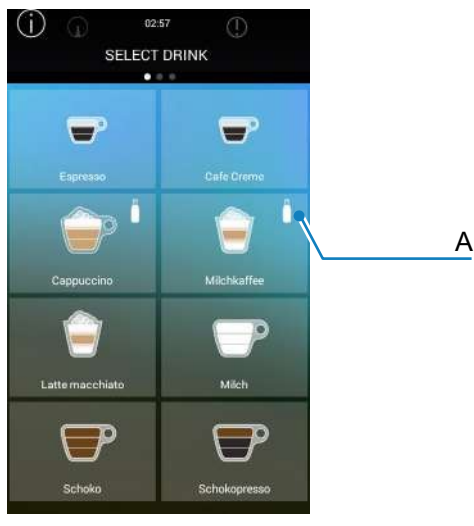 02:57
SELECT DRINK
Espresso
Cafe Creme
Cappuccino
Milchkaffee
A
Latte macchiato
Milch
Schoko
Schokopresso